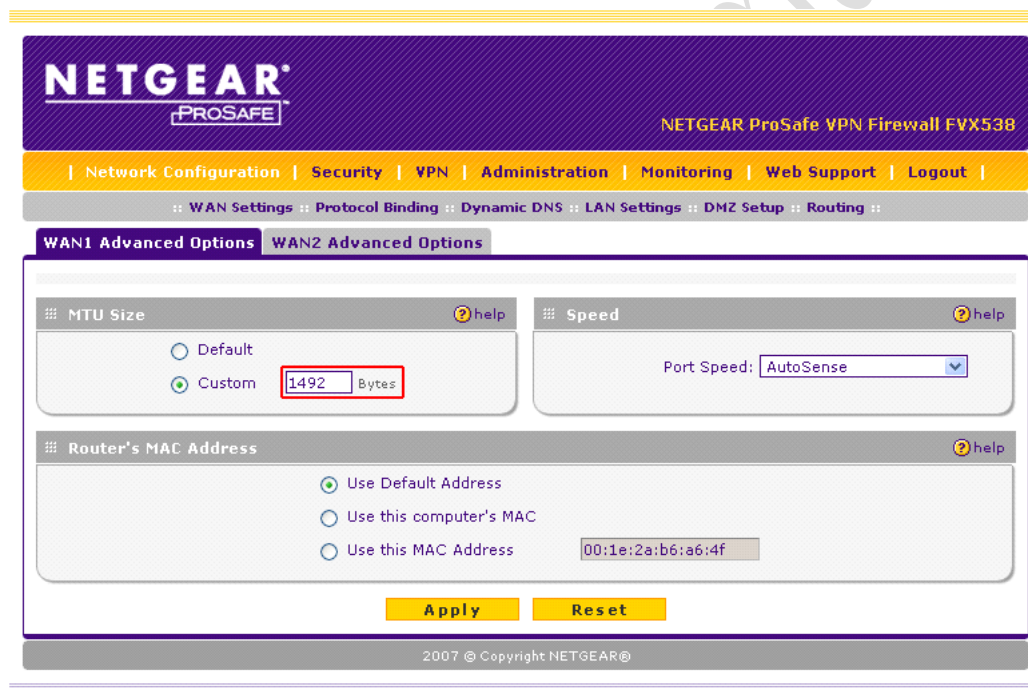 NETGEAR®
PROSAFE™
NETGEAR ProSafe VPN Firewall FVX538
| Network Configuration | Security | VPN | Administration | Monitoring | Web Support | Logout |
:: WAN Settings :: Protocol Binding :: Dynamic DNS :: LAN Settings :: DMZ Setup :: Routing ::
WAN1 Advanced Options WAN2 Advanced Options
MTU Size ? help
Default
Custom 1492 Bytes
Speed ? help
Port Speed: AutoSense
Router's MAC Address ? help
Use Default Address
Use this computer's MAC
Use this MAC Address 00:1e:2a:b6:a6:4f
Apply Reset
2007 © Copyright NETGEAR®